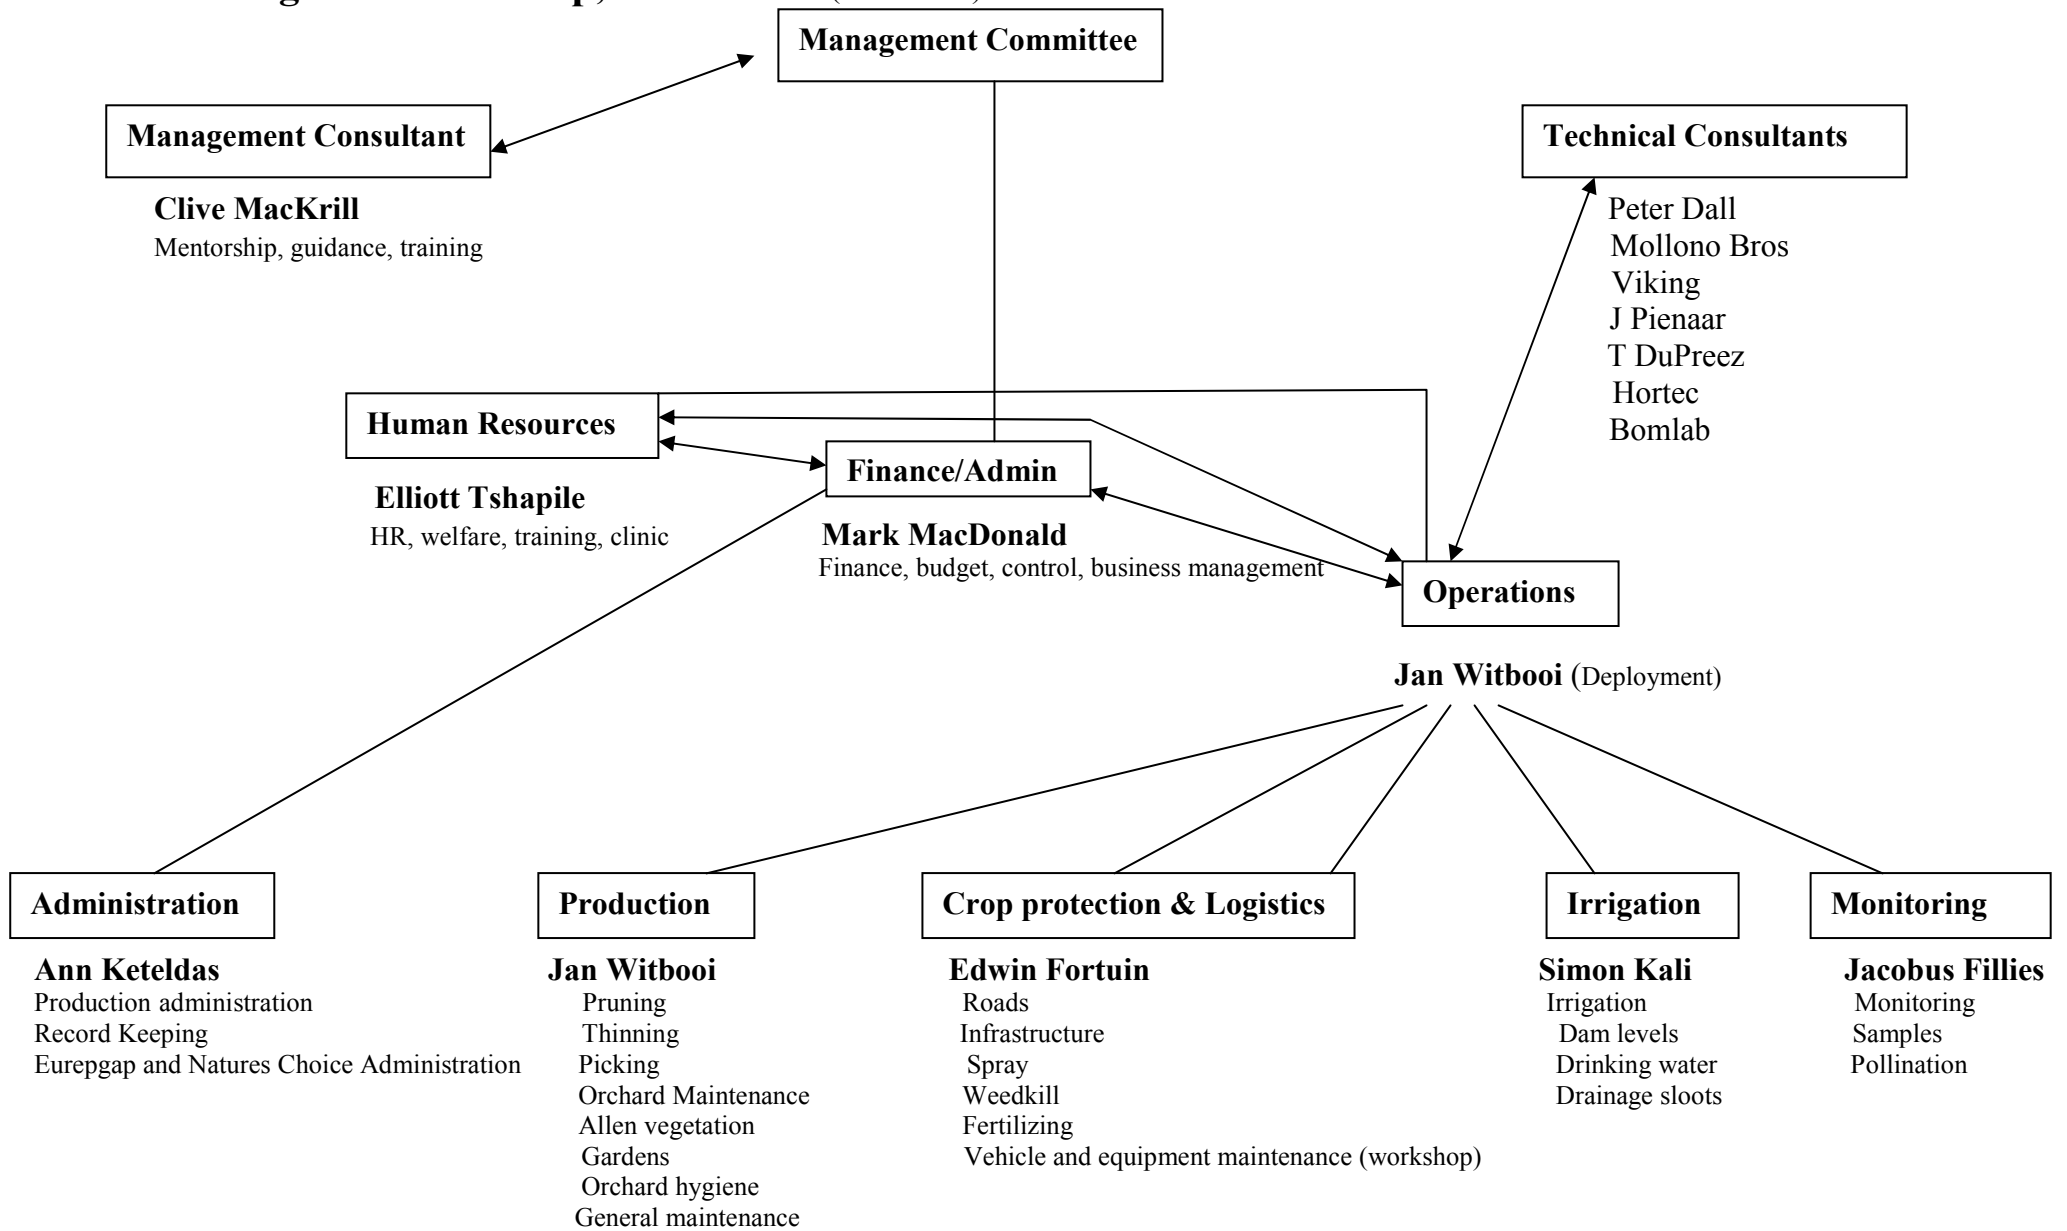 Management Committee
Management Consultant
Clive MacKrill
Mentorship, guidance, training
Technical Consultants
Peter Dall
Mollono Bros
Viking
J Pienaar
T DuPreez
Hortec
Bomlab
Human Resources
Elliott Tshapile
HR, welfare, training, clinic
Finance/Admin
Mark MacDonald
Finance, budget, control, business management
Operations
Jan Witbooi (Deployment)
Administration
Ann Keteldas
Production administration
Record Keeping
Eurepgap and Natures Choice Administration
Production
Jan Witbooi
Pruning
Thinning
Picking
Orchard Maintenance
Allen vegetation
Gardens
Orchard hygiene
General maintenance
Crop protection & Logistics
Edwin Fortuin
Roads
Infrastructure
Spray
Weedkill
Fertilizing
Vehicle and equipment maintenance (workshop)
Irrigation
Simon Kali
Irrigation
Dam levels
Drinking water
Drainage sloots
Monitoring
Jacobus Fillies
Monitoring
Samples
Pollination